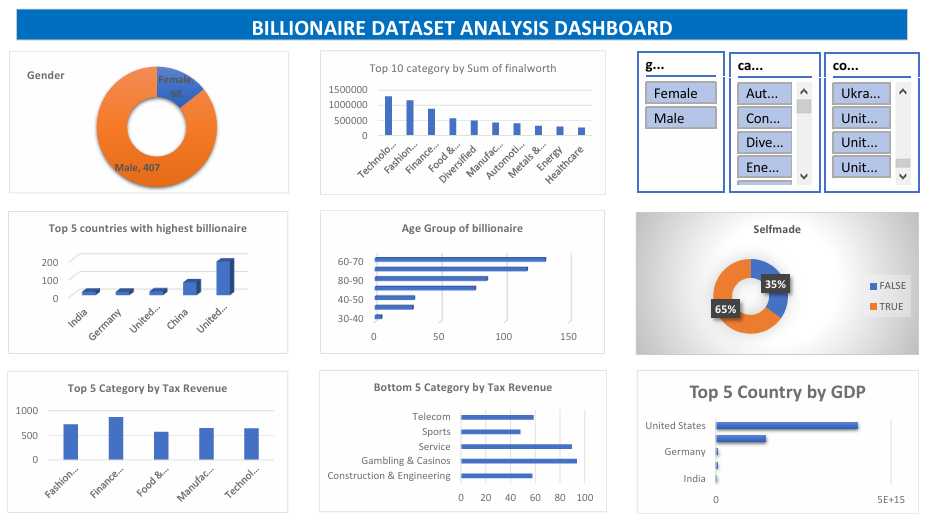 BILLIONAIRE DATASET ANALYSIS DASHBOARD
Gender
Female,
68
Male, 407
Top 10 category by Sum of finalworth
1500000
1000000
500000
0
Technolo...
Fashion...
Finance...
Food &...
Diversified
Manufac...
Automoti...
Metals &...
Energy
Healthcare
g...
Female
Male
ca...
Aut...
Con...
Dive...
Ene...
co...
Ukra...
Unit...
Unit...
Unit...
Top 5 countries with highest billionaire
200
100
0
India
Germany
United...
China
United...
Age Group of billionaire
60-70
80-90
40-50
30-40
0
50
100
150
Selfmade
35%
65%
FALSE
TRUE
Top 5 Category by Tax Revenue
1000
500
0
Fashion...
Finance...
Food &...
Manufac...
Technol...
Bottom 5 Category by Tax Revenue
Telecom
Sports
Service
Gambling & Casinos
Construction & Engineering
0 20 40 60 80 100
Top 5 Country by GDP
United States
Germany
India
0
5E+15